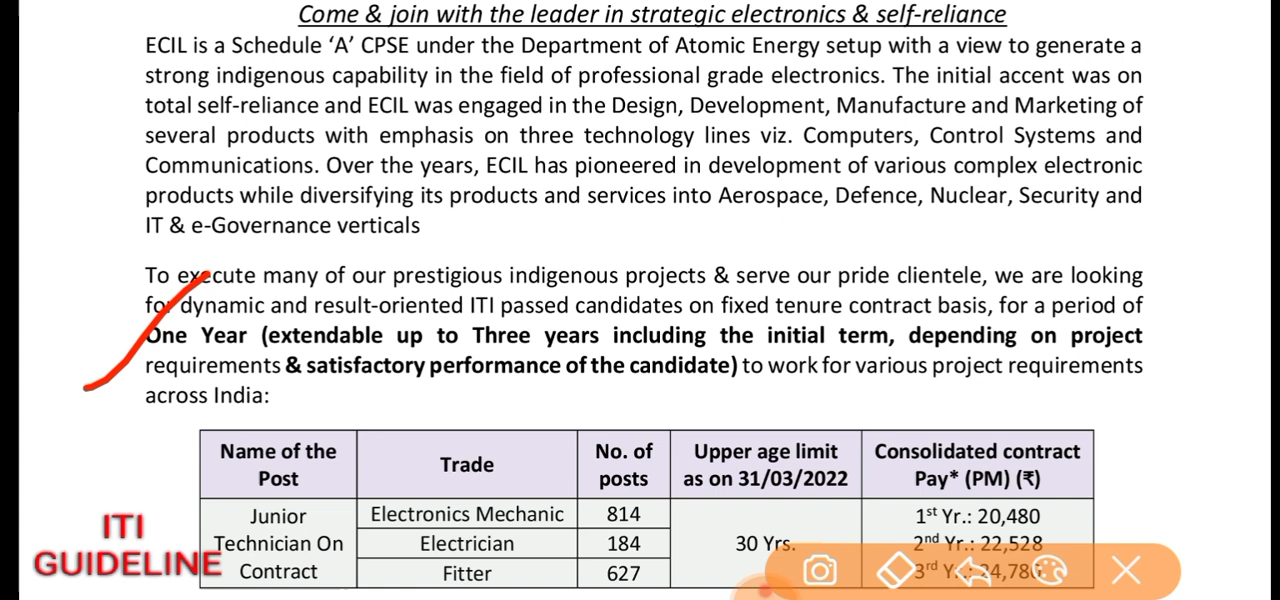 Come & join with the leader in strategic electronics & self-reliance
ECIL is a Schedule ‘A’ CPSE under the Department of Atomic Energy setup with a view to generate a
strong indigenous capability in the field of professional grade electronics. The initial accent was on
total self-reliance and ECIL was engaged in the Design, Development, Manufacture and Marketing of
several products with emphasis on three technology lines viz. Computers, Control Systems and
Communications. Over the years, ECIL has pioneered in development of various complex electronic
products while diversifying its products and services into Aerospace, Defence, Nuclear, Security and
IT & e-Governance verticals
To execute many of our prestigious indigenous projects & serve our pride clientele, we are looking
for dynamic and result-oriented ITI passed candidates on fixed tenure contract basis, for a period of
One Year (extendable up to Three years including the initial term, depending on project
requirements & satisfactory performance of the candidate) to work for various project requirements
across India:
Name of the Post Trade No. of posts Upper age limit as on 31/03/2022 Consolidated contract Pay* (PM) (₹)
Junior Technician On Contract
Electronics Mechanic 814
Electrician 184
Fitter 627
30 Yrs.
1st Yr.: 20,480
2nd Yr.: 22,528
3rd
ITI
GUIDELINE